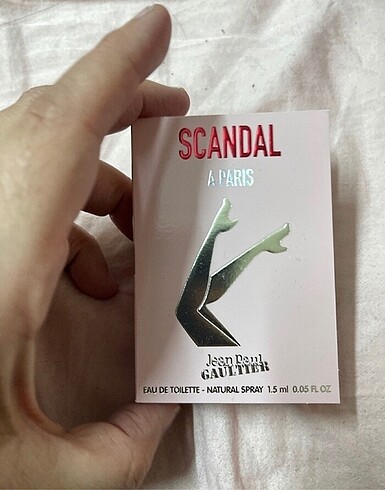 SCANDAL
A PARIS
Jean Paul
GAULTIER
EAU DE TOILETTE - NATURAL SPRAY 1.5 ml 0.05 FL OZ